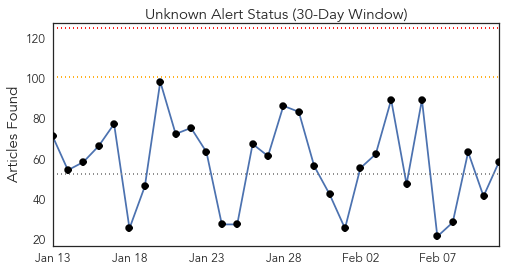 Unknown Alert Status (30-Day Window)
120
100
80
60
40
20
Articles Found
Jan 13 Jan 18 Jan 23 Jan 28 Feb 02 Feb 07